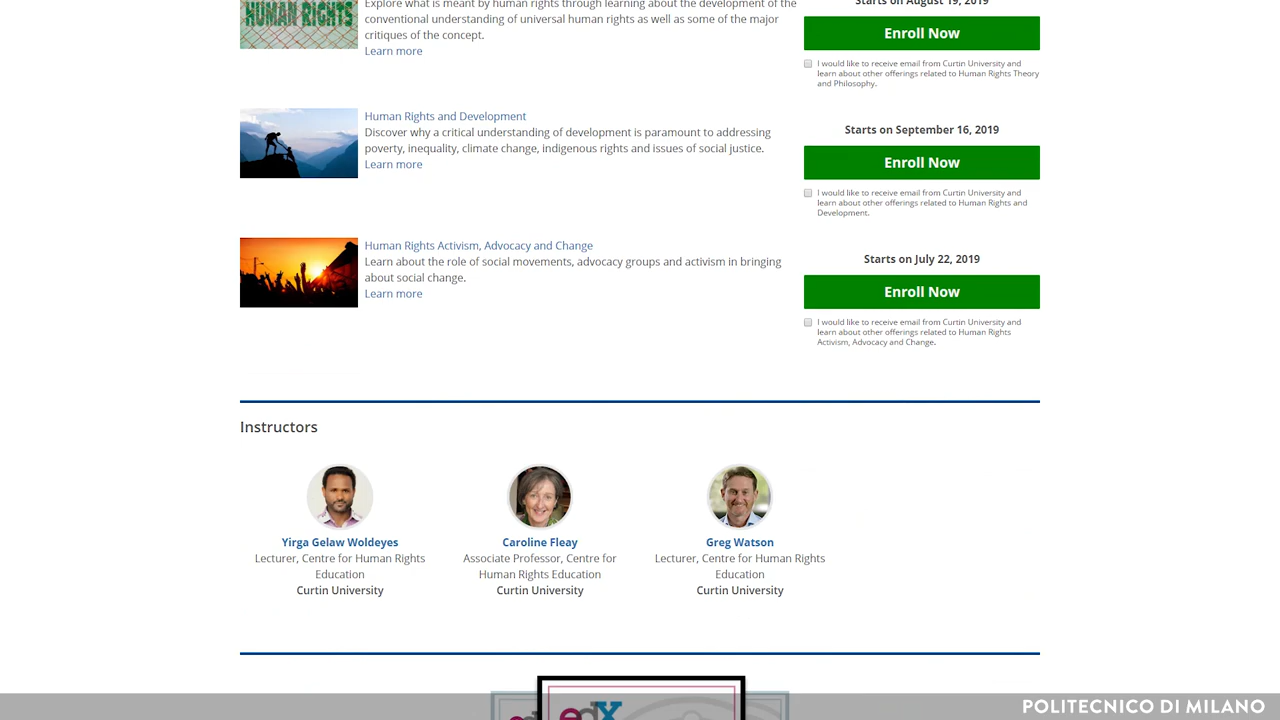 HUMAN RIGHTS
Explore what is meant by human rights through learning about the development of the
conventional understanding of universal human rights as well as some of the major
critiques of the concept.
Learn more
Starts on August 19, 2019
Enroll Now
I would like to receive email from Curtin University and
learn about other offerings related to Human Rights Theory
and Philosophy.
Human Rights and Development
Discover why a critical understanding of development is paramount to addressing
poverty, inequality, climate change, indigenous rights and issues of social justice.
Learn more
Starts on September 16, 2019
Enroll Now
I would like to receive email from Curtin University and
learn about other offerings related to Human Rights and
Development.
Human Rights Activism, Advocacy and Change
Learn about the role of social movements, advocacy groups and activism in bringing
about social change.
Learn more
Starts on July 22, 2019
Enroll Now
I would like to receive email from Curtin University and
learn about other offerings related to Human Rights
Activism, Advocacy and Change.
Instructors
Yirga Gelaw Woldeyes
Lecturer, Centre for Human Rights
Education
Curtin University
Caroline Fleay
Associate Professor, Centre for
Human Rights Education
Curtin University
Greg Watson
Lecturer, Centre for Human Rights
Education
Curtin University
edX
POLITECNICO DI MILANO